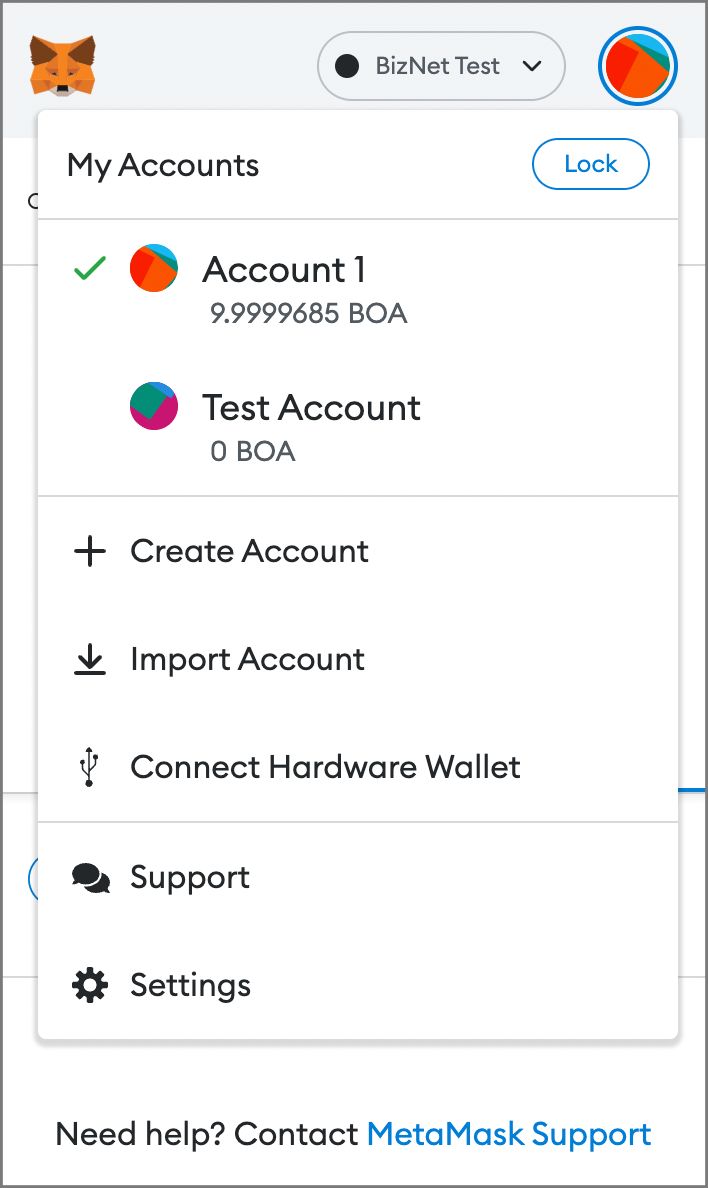 BizNet Test
My Accounts
Lock
Account 1
9.9999685 BOA
Test Account
0 BOA
Create Account
Import Account
Connect Hardware Wallet
Support
Settings
Need help? Contact MetaMask Support